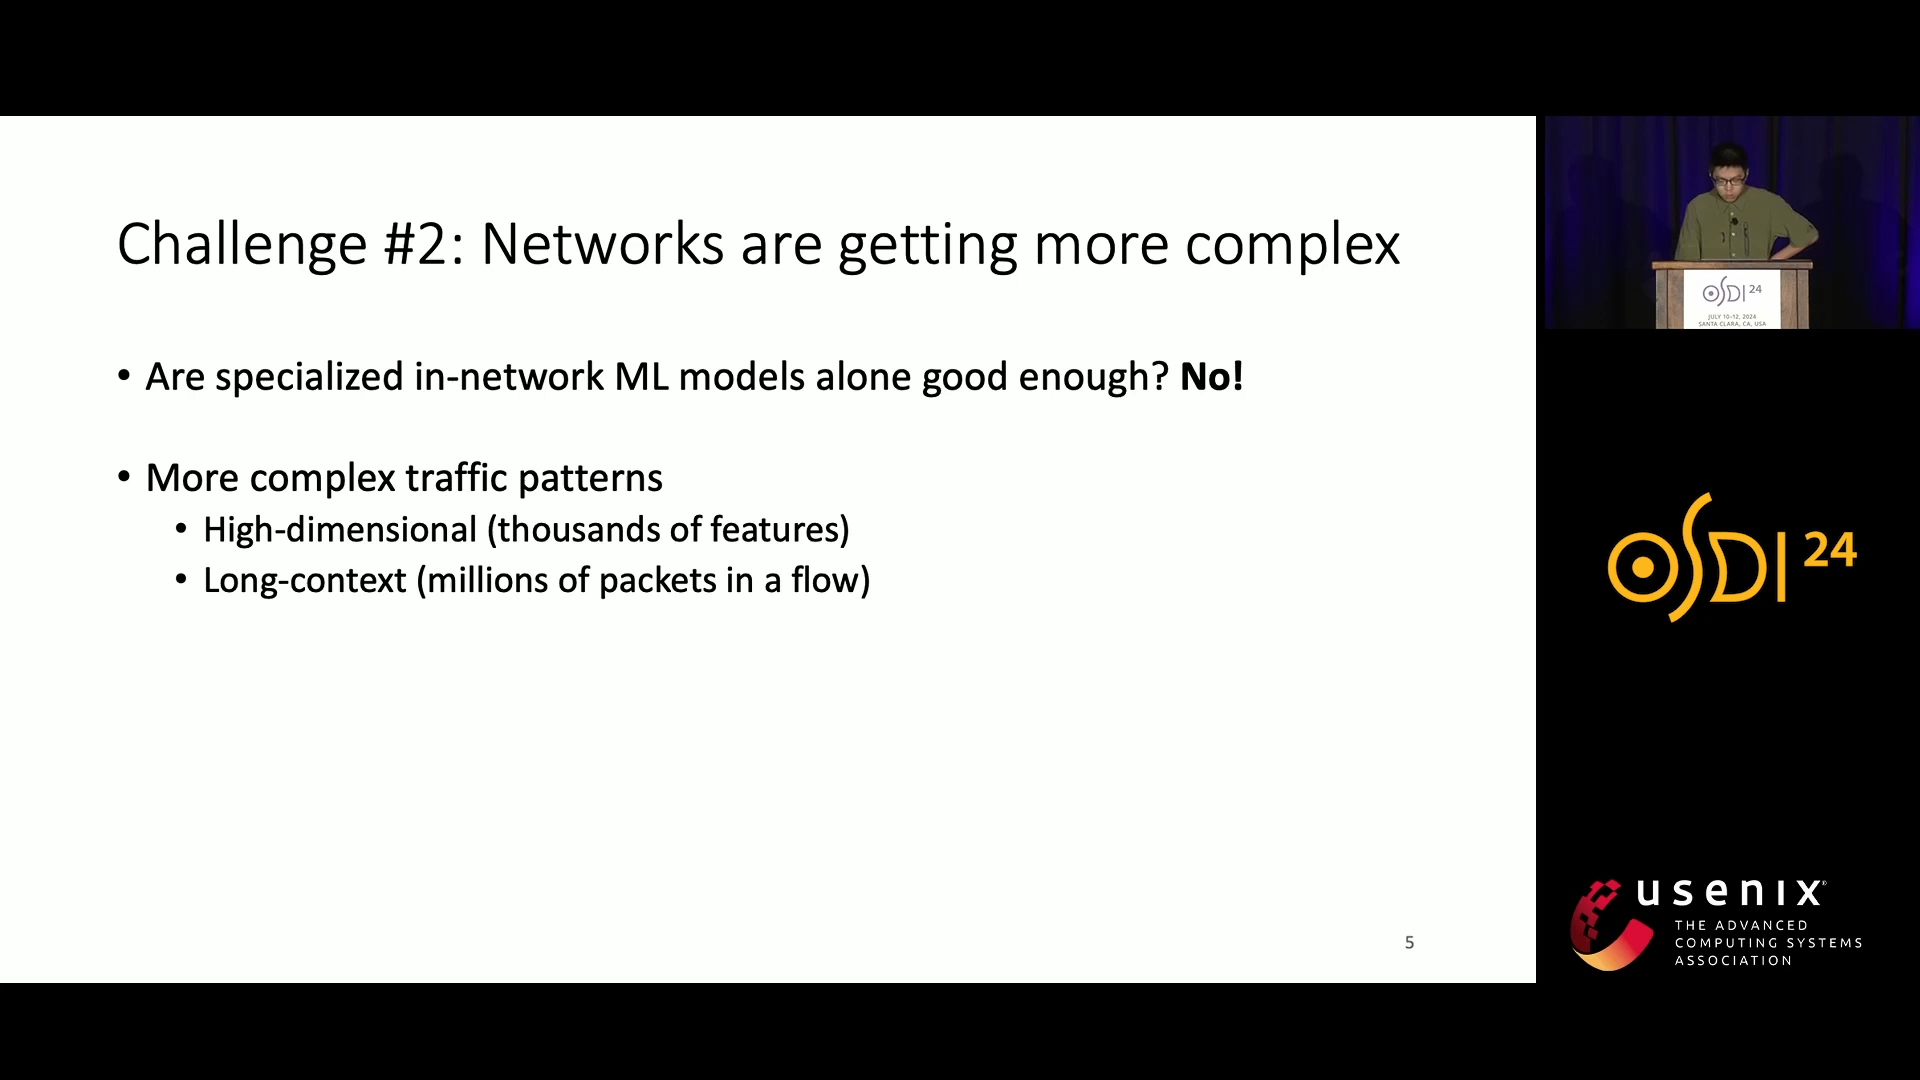 Challenge #2: Networks are getting more complex
• Are specialized in-network ML models alone good enough? No!
• More complex traffic patterns
• High-dimensional (thousands of features)
• Long-context (millions of packets in a flow)
5
OSDI 24
JULY 10–12, 2024
SANTA CLARA, CA, USA
OSDI 24
usenix®
THE ADVANCED
COMPUTING SYSTEMS
ASSOCIATION